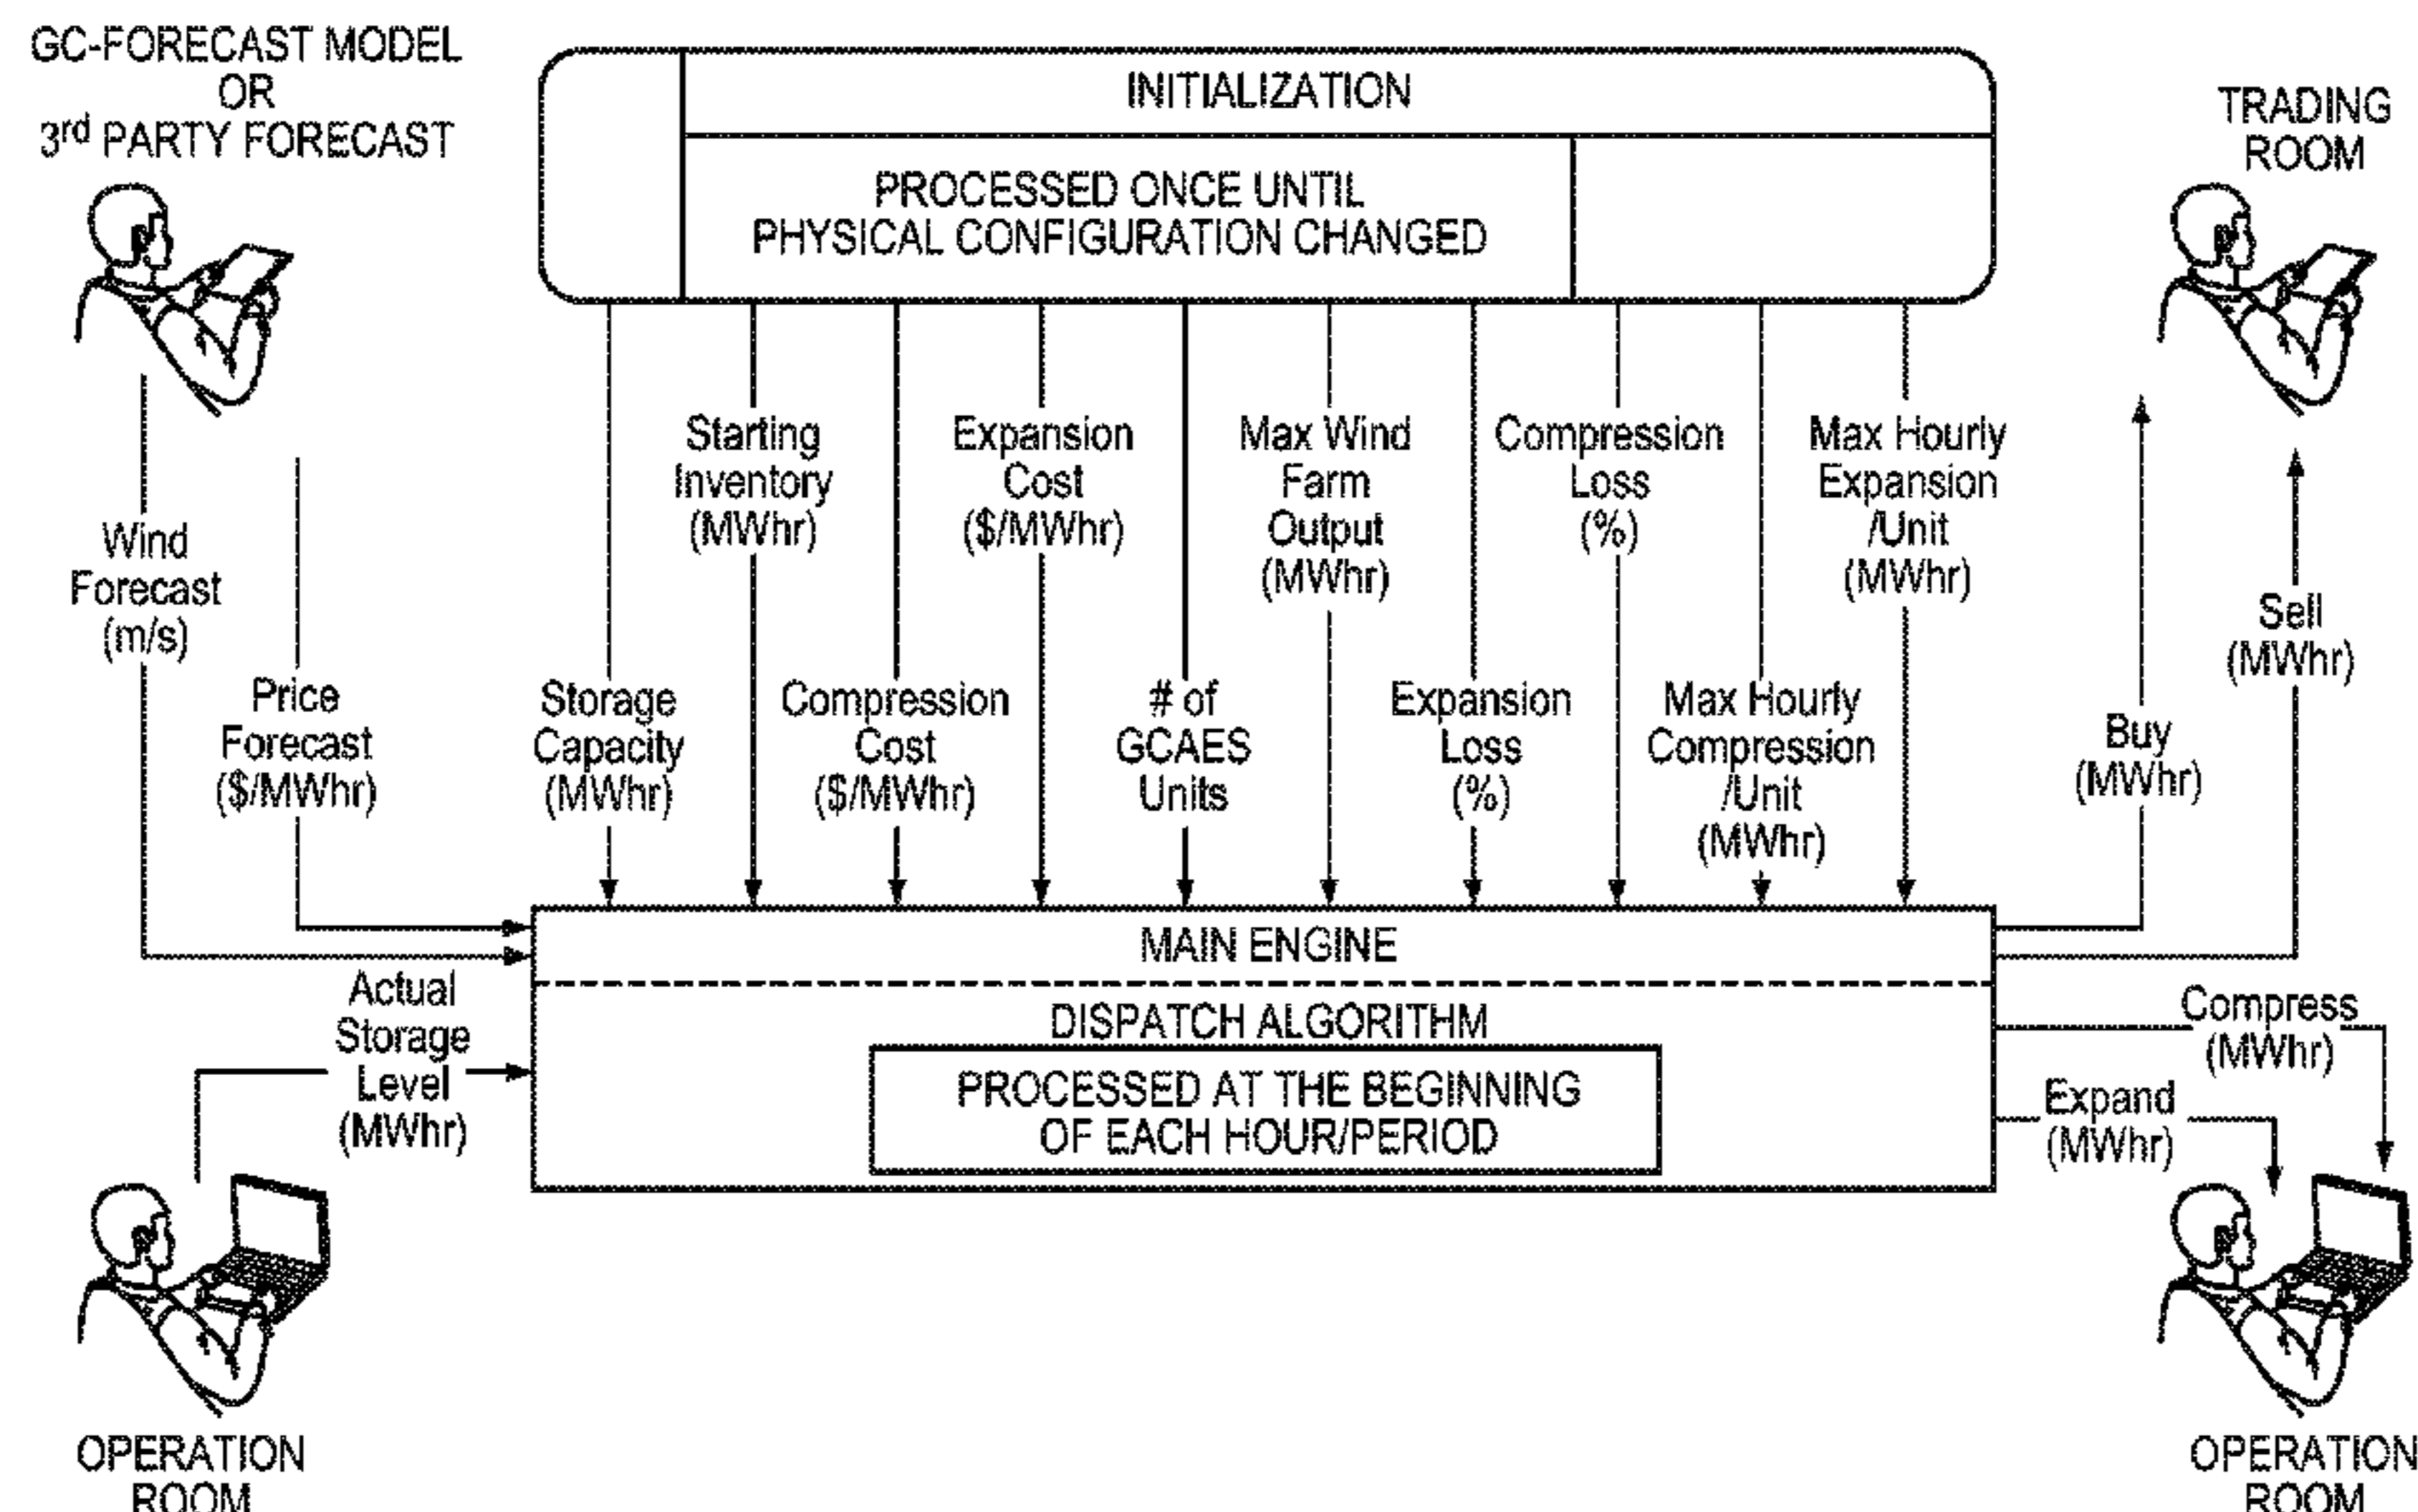 GC-FORECAST MODEL
OR
3rd PARTY FORECAST
INITIALIZATION
PROCESSED ONCE UNTIL
PHYSICAL CONFIGURATION CHANGED
TRADING
ROOM
Wind
Forecast
(m/s)
Price
Forecast
($/MWhr)
Storage
Capacity
(MWhr)
Starting
Inventory
(MWhr)
Compression
Cost
($/MWhr)
Expansion
Cost
($/MWhr)
# of
GCAES
Units
Max Wind
Farm
Output
(MWhr)
Expansion
Loss
(%)
Compression
Loss
(%)
Max Hourly
Compression
/Unit
(MWhr)
Max Hourly
Expansion
/Unit
(MWhr)
Buy
(MWhr)
Sell
(MWhr)
MAIN ENGINE
DISPATCH ALGORITHM
PROCESSED AT THE BEGINNING
OF EACH HOUR/PERIOD
Actual
Storage
Level
(MWhr)
Compress
(MWhr)
Expand
(MWhr)
OPERATION
ROOM
OPERATION
ROOM